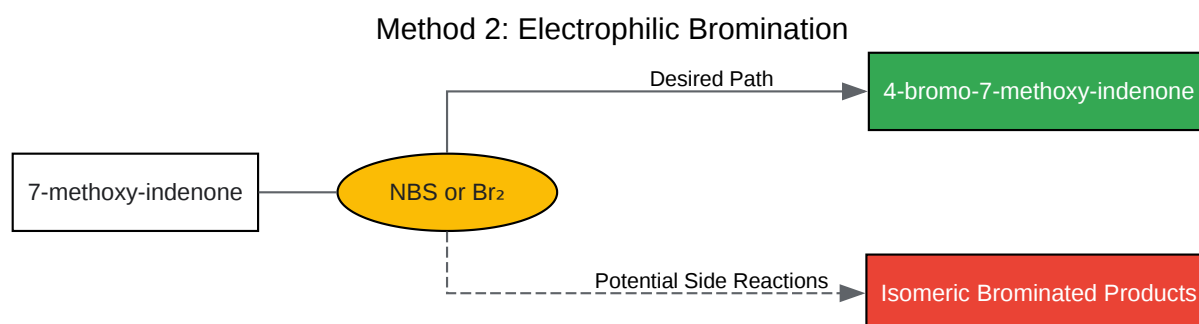 Method 2: Electrophilic Bromination
Desired Path
4-bromo-7-methoxy-indenone
7-methoxy-indenone
NBS or Br₂
Potential Side Reactions
Isomeric Brominated Products